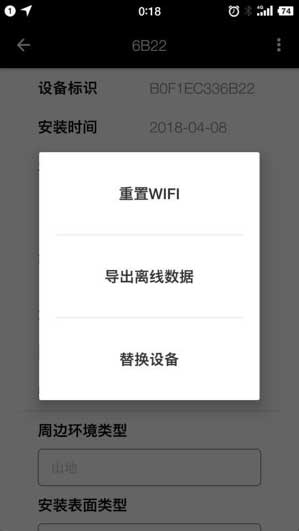 1 0:18 4G 74
6B22
设备标识 B0F1EC336B22
安装时间 2018-04-08
重置WIFI
导出离线数据
替换设备
周边环境类型
山地
安装表面类型